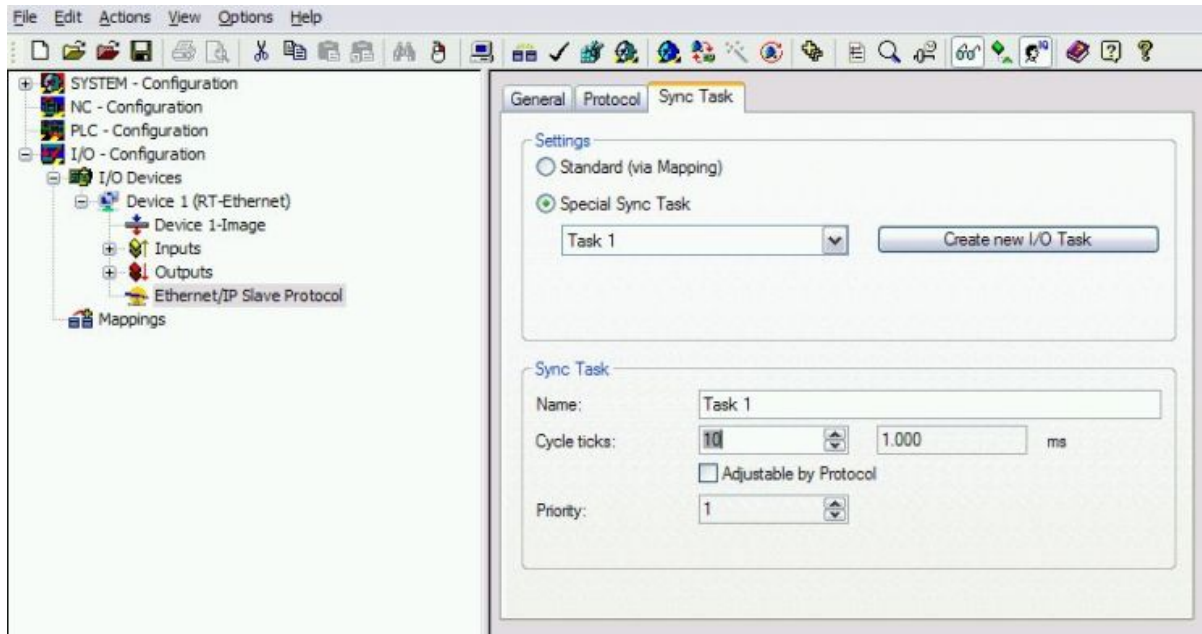 File Edit Actions View Options Help
SYSTEM - Configuration
NC - Configuration
PLC - Configuration
I/O - Configuration
I/O Devices
Device 1 (RT-Ethernet)
Device 1-Image
Inputs
Outputs
Ethernet/IP Slave Protocol
Mappings
General Protocol Sync Task
Settings
Standard (via Mapping)
Special Sync Task
Task 1 Create new I/O Task
Sync Task
Name: Task 1
Cycle ticks: 10 1.000 ms
Adjustable by Protocol
Priority: 1